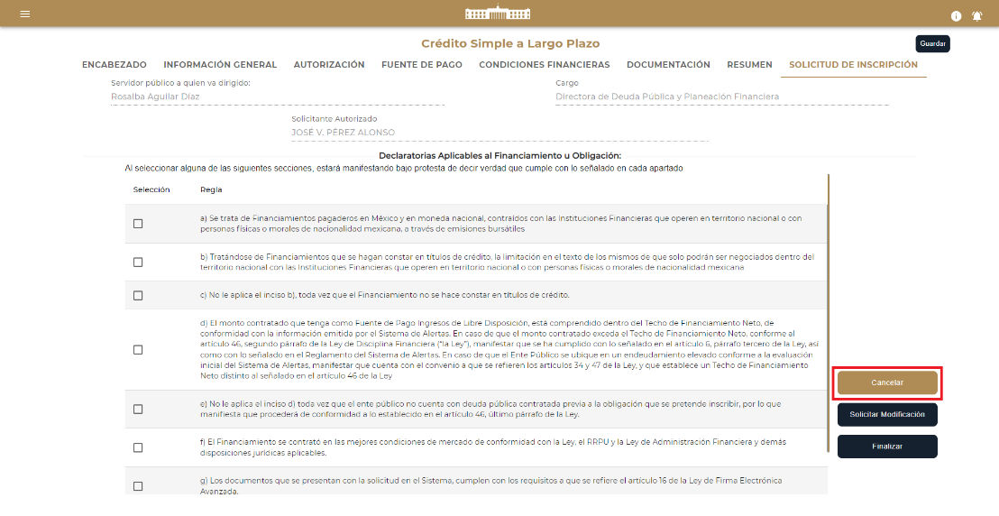 Crédito Simple a Largo Plazo
Guardar
ENCABEZADO INFORMACIÓN GENERAL AUTORIZACIÓN FUENTE DE PAGO CONDICIONES FINANCIERAS DOCUMENTACIÓN RESUMEN SOLICITUD DE INSCRIPCIÓN
Servidor público a quien va dirigido:
Rosalba Aguilar Díaz
Cargo
Directora de Deuda Pública y Planeación Financiera
Solicitante Autorizado
JOSÉ V. PÉREZ ALONSO
Declaratorias Aplicables al Financiamiento u Obligación:
Al seleccionar alguna de las siguientes secciones, estará manifestando bajo protesta de decir verdad que cumple con lo señalado en cada apartado
Selección Regla
a) Se trata de Financiamientos pagaderos en México y en moneda nacional, contraídos con las Instituciones Financieras que operen en territorio nacional o con
personas físicas o morales de nacionalidad mexicana, a través de emisiones bursátiles
b) Tratándose de Financiamientos que se hagan constar en títulos de crédito, la limitación en el texto de los mismos de que solo podrán ser negociados dentro del
territorio nacional con las Instituciones Financieras que operen en territorio nacional o con personas físicas o morales de nacionalidad mexicana
c) No le aplica el inciso b), toda vez que el Financiamiento no se hace constar en títulos de crédito.
d) El monto contratado que tenga como Fuente de Pago Ingresos de Libre Disposición, está comprendido dentro del Techo de Financiamiento Neto, de
conformidad con la información emitida por el Sistema de Alertas. En caso de que el monto contratado exceda el Techo de Financiamiento Neto, conforme al
artículo 46, segundo párrafo de la Ley de Disciplina Financiera ("la Ley"), manifestar que se ha cumplido con lo señalado en el artículo 6, párrafo tercero de la Ley, así
como con lo señalado en el Reglamento del Sistema de Alertas. En caso de que el Ente Público se ubique en un endeudamiento elevado conforme a la evaluación
inicial del Sistema de Alertas, manifestar que cuenta con el convenio a que se refieren los artículos 34 y 47 de la Ley, y que establece un Techo de Financiamiento
Neto distinto al señalado en el artículo 46 de la Ley
e) No le aplica el inciso d) toda vez que el ente público no cuenta con deuda pública contratada previa a la obligación que se pretende inscribir, por lo que
manifiesta que procederá de conformidad a lo establecido en el artículo 46, último párrafo de la Ley.
f) El Financiamiento se contrató en las mejores condiciones de mercado de conformidad con la Ley, el RRPU y la Ley de Administración Financiera y demás
disposiciones jurídicas aplicables.
g) Los documentos que se presentan con la solicitud en el Sistema, cumplen con los requisitos a que se refiere el artículo 16 de la Ley de Firma Electrónica
Avanzada.
Cancelar
Solicitar Modificación
Finalizar